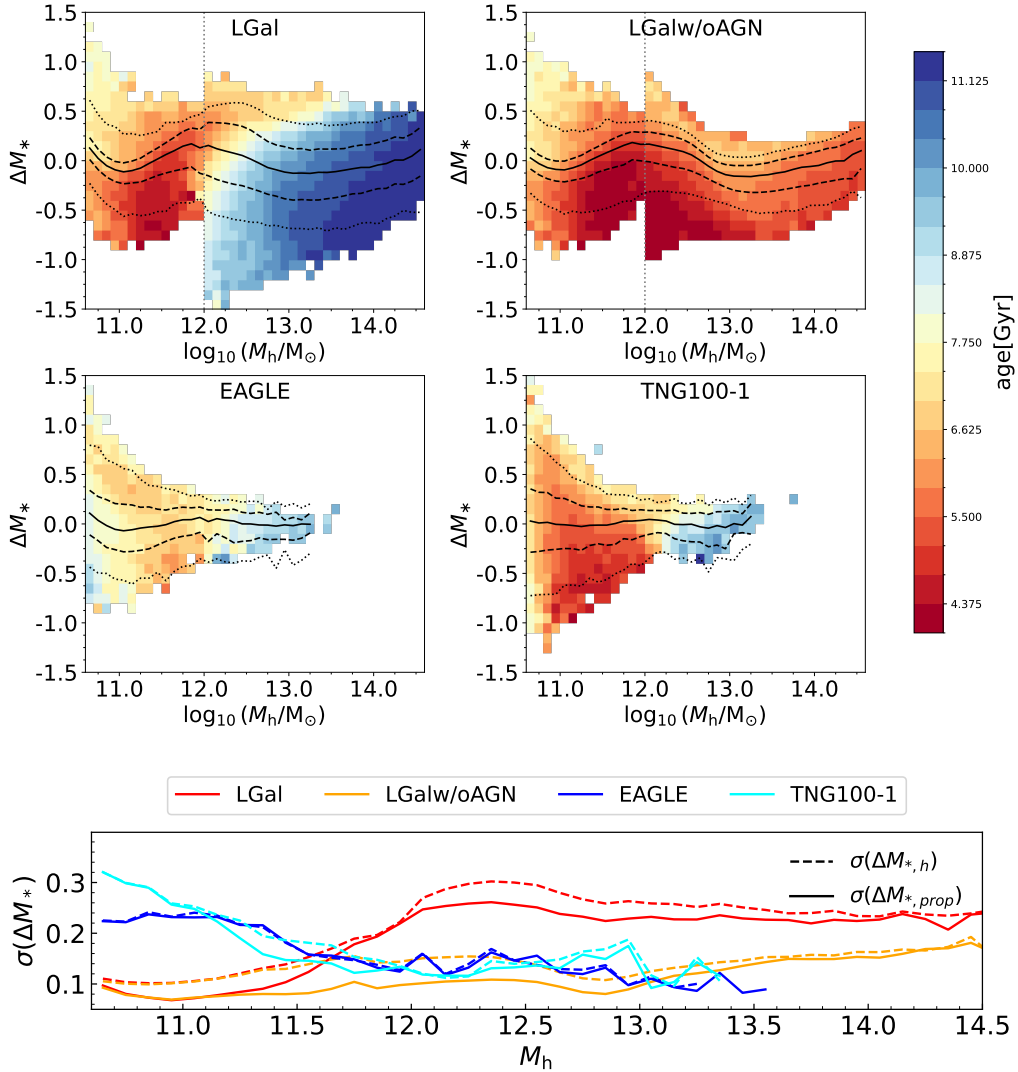 LGal
LGalw/oAGN
1.5
1.0
0.5
0.0
-0.5
-1.0
-1.5
ΔM*
11.0 12.0 13.0 14.0
log10 (Mh/M⊙)
1.5
1.0
0.5
0.0
-0.5
-1.0
-1.5
ΔM*
11.0 12.0 13.0 14.0
log10 (Mh/M⊙)
EAGLE
TNG100-1
1.5
1.0
0.5
0.0
-0.5
-1.0
-1.5
ΔM*
11.0 12.0 13.0 14.0
log10 (Mh/M⊙)
1.5
1.0
0.5
0.0
-0.5
-1.0
-1.5
ΔM*
11.0 12.0 13.0 14.0
log10 (Mh/M⊙)
11.125
10.000
8.875
7.750
6.625
5.500
4.375
age[Gyr]
LGal LGalw/oAGN EAGLE TNG100-1
σ(ΔM*,h)
σ(ΔM*,prop)
0.3
0.2
0.1
σ(ΔM*)
11.0 11.5 12.0 12.5 13.0 13.5 14.0 14.5
Mh